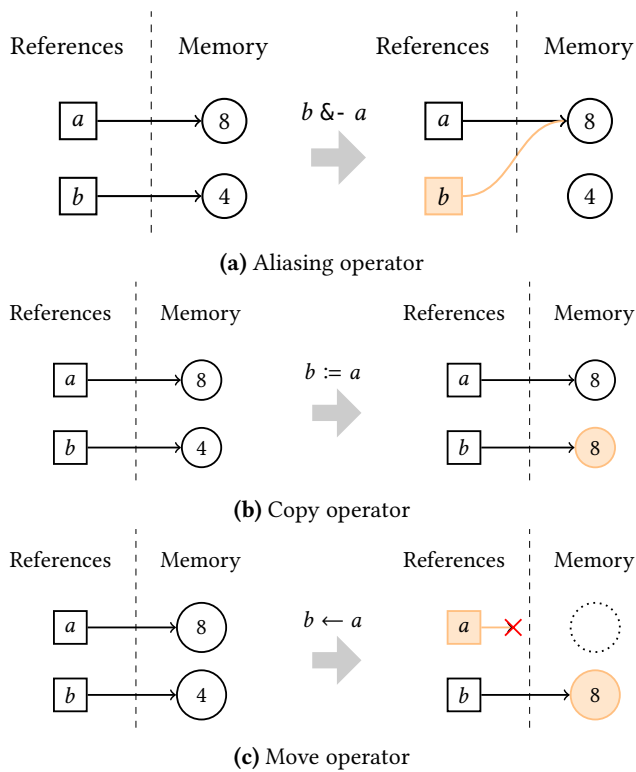 References Memory References Memory
a 8 b &- a a 8
b 4 b 4
(a) Aliasing operator
References Memory References Memory
a 8 b := a a 8
b 4 b 8
(b) Copy operator
References Memory References Memory
a 8 b ← a a
b 4 b 8
(c) Move operator